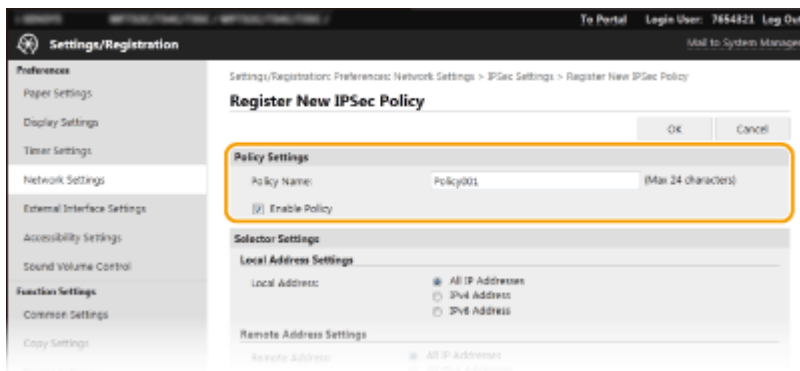 To Portal Login User: 7654321 Log Out
Settings/Registration
Mail to System Manager
Preferences
Paper Settings
Display Settings
Timer Settings
Network Settings
External Interface Settings
Accessibility Settings
Sound Volume Control
Function Settings
Common Settings
Copy Settings
Settings/Registration: Preferences: Network Settings > IPSec Settings > Register New IPSec Policy
Register New IPSec Policy
OK Cancel
Policy Settings
Policy Name: Policy001 (Max 24 characters)
Enable Policy
Selector Settings
Local Address Settings
Local Address: All IP Addresses
IPv4 Address
IPv6 Address
Remote Address Settings
Remote Address: All IP Addresses